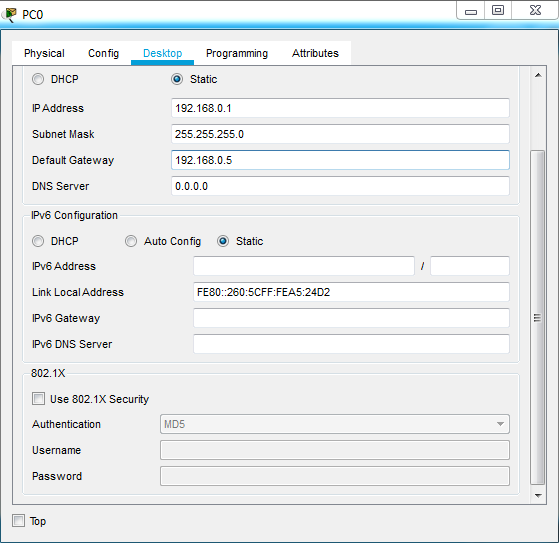 PC0
Physical Config Desktop Programming Attributes
DHCP Static
IP Address 192.168.0.1
Subnet Mask 255.255.255.0
Default Gateway 192.168.0.5
DNS Server 0.0.0.0
IPv6 Configuration
DHCP Auto Config Static
IPv6 Address /
Link Local Address FE80::260:5CFF:FEA5:24D2
IPv6 Gateway
IPv6 DNS Server
802.1X
Use 802.1X Security
Authentication MD5
Username
Password
Top